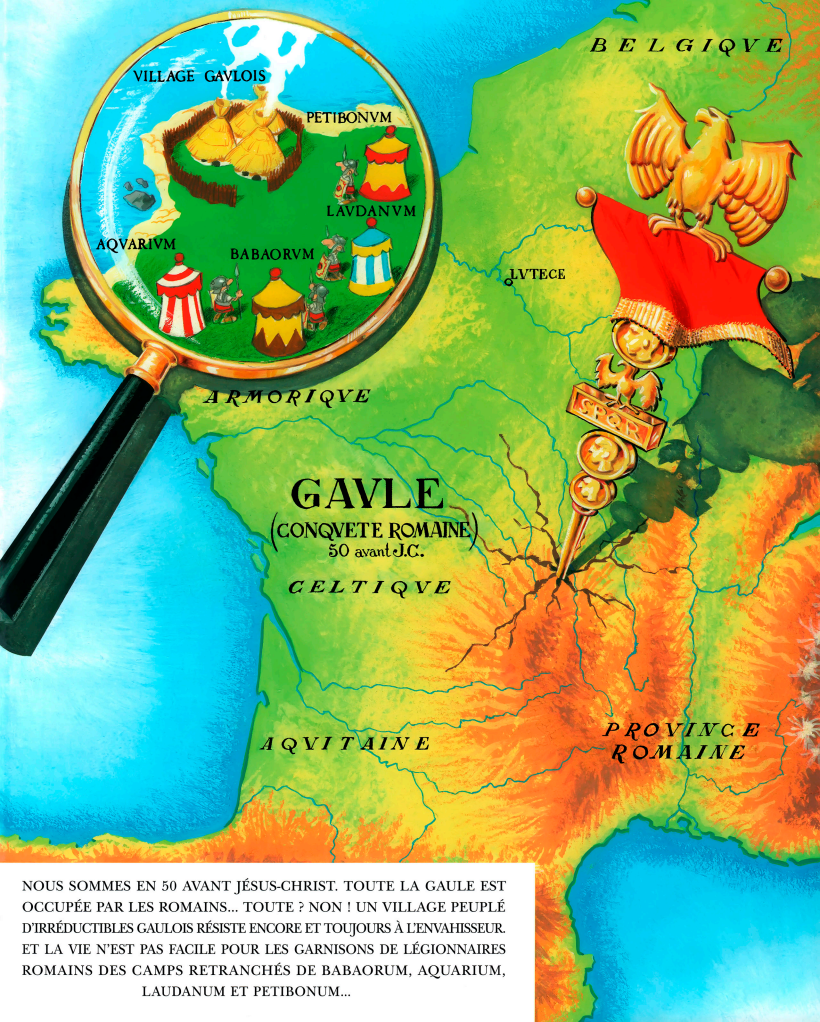 BELGIQVE
VILLAGE GAVLOIS
PETIBONVM
LAVDANVM
AQVARIVM
BABAORVM
LVTECE
SPQR
ARMORIQVE
GAVLE
(CONQVETE ROMAINE)
50 avant J.C.
CELTIQVE
AQVITAINE
PROVINCE
ROMAINE
NOUS SOMMES EN 50 AVANT JÉSUS-CHRIST. TOUTE LA GAULE EST
OCCUPÉE PAR LES ROMAINS... TOUTE ? NON ! UN VILLAGE PEUPLÉ
D'IRRÉDUCTIBLES GAULOIS RÉSISTE ENCORE ET TOUJOURS À L'ENVAHISSEUR.
ET LA VIE N'EST PAS FACILE POUR LES GARNISONS DE LÉGIONNAIRES
ROMAINS DES CAMPS RETRANCHÉS DE BABAORUM, AQUARIUM,
LAUDANUM ET PETIBONUM...